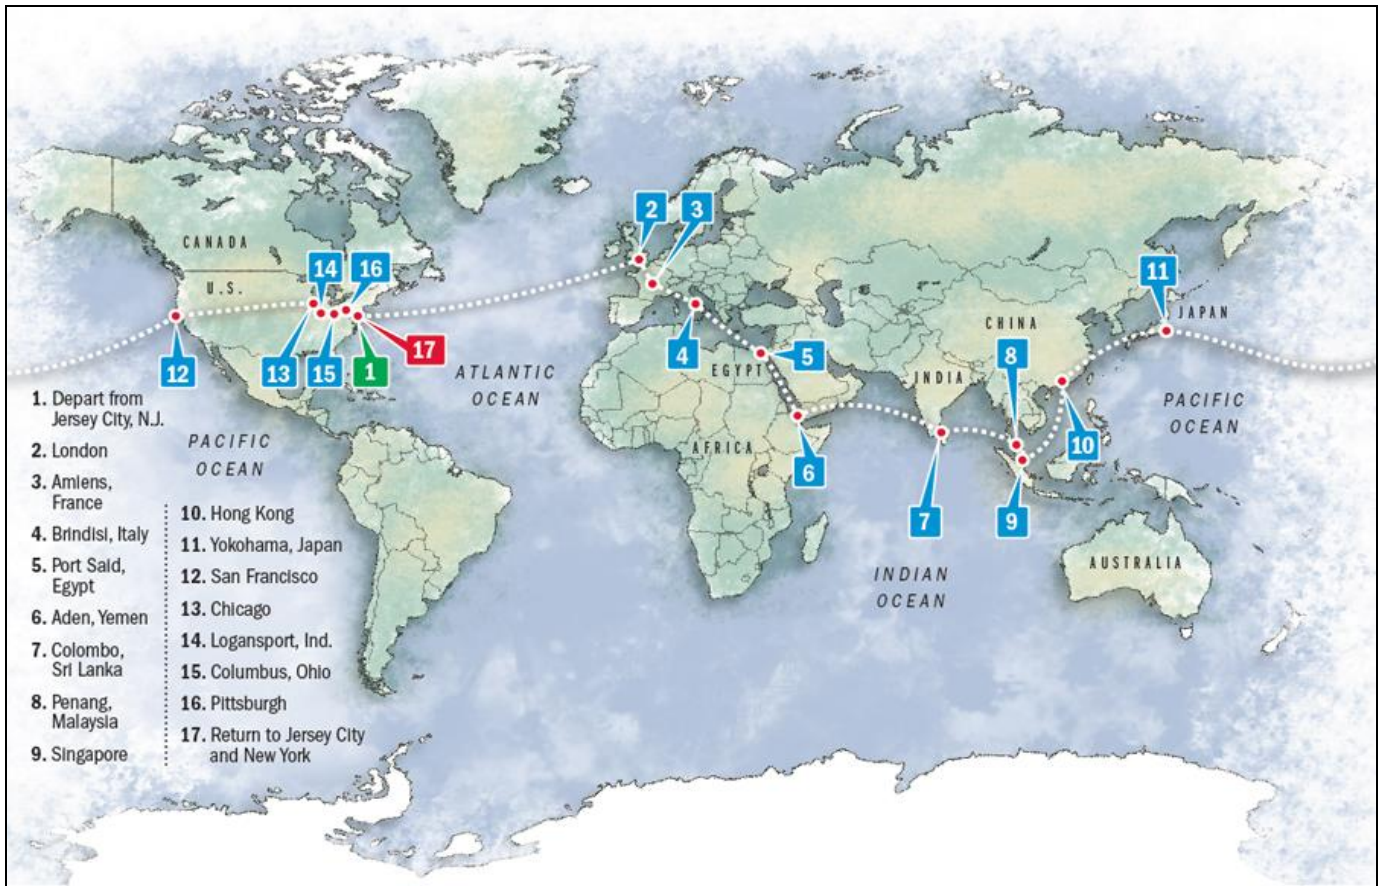 CANADA
U.S.
2
3
14
16
11
JAPAN
CHINA
17
12
13
15
1
4
5
8
ATLANTIC
OCEAN
EGYPT
INDIA
PACIFIC
OCEAN
AFRICA
6
10
PACIFIC
OCEAN
7
9
AUSTRALIA
INDIAN
OCEAN
1. Depart from
Jersey City, N.J.
2. London
3. Amiens,
France
4. Brindisi, Italy
5. Port Said,
Egypt
6. Aden, Yemen
7. Colombo,
Sri Lanka
8. Penang,
Malaysia
9. Singapore
10. Hong Kong
11. Yokohama, Japan
12. San Francisco
13. Chicago
14. Logansport, Ind.
15. Columbus, Ohio
16. Pittsburgh
17. Return to Jersey City
and New York